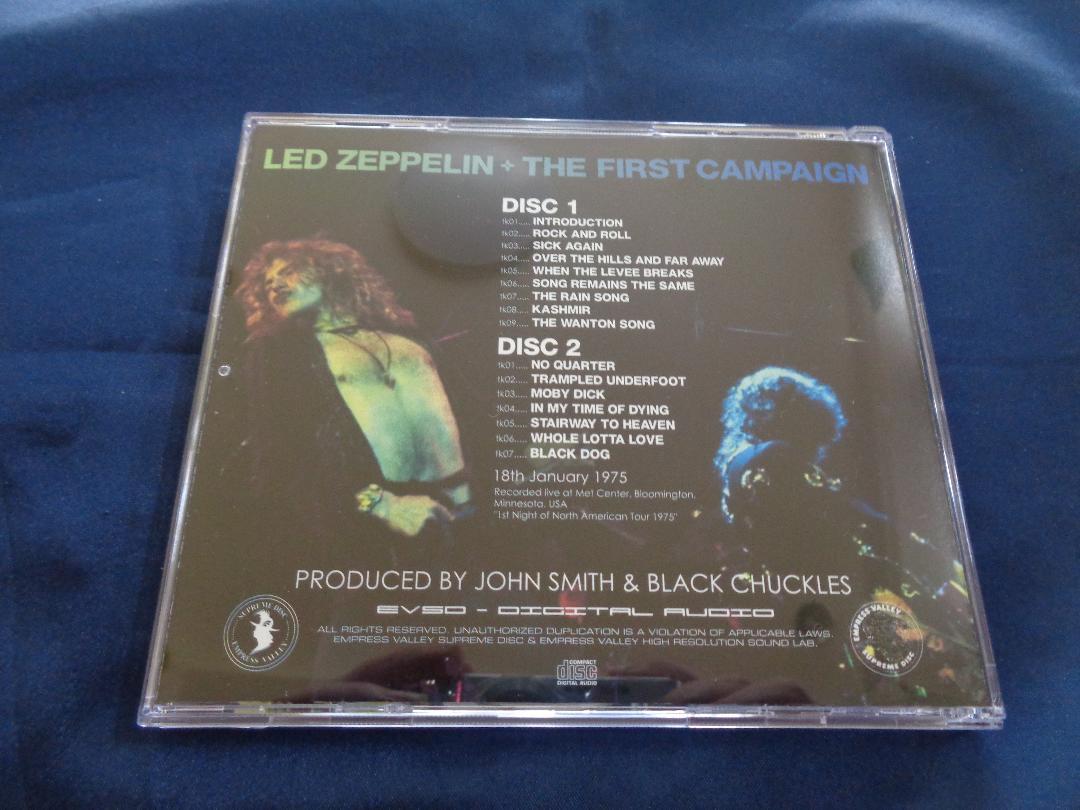 LED ZEPPELIN + THE FIRST CAMPAIGN
DISC 1
tk01..... INTRODUCTION
tk02..... ROCK AND ROLL
tk03..... SICK AGAIN
tk04..... OVER THE HILLS AND FAR AWAY
tk05..... WHEN THE LEVEE BREAKS
tk06..... SONG REMAINS THE SAME
tk07..... THE RAIN SONG
tk08..... KASHMIR
tk09..... THE WANTON SONG
DISC 2
tk01..... NO QUARTER
tk02..... TRAMPLED UNDERFOOT
tk03..... MOBY DICK
tk04..... IN MY TIME OF DYING
tk05..... STAIRWAY TO HEAVEN
tk06..... WHOLE LOTTA LOVE
tk07..... BLACK DOG
18th January 1975
Recorded live at Met Center, Bloomington,
Minnesota, USA
"1st Night of North American Tour 1975"
PRODUCED BY JOHN SMITH & BLACK CHUCKLES
EVSD - DIGITAL AUDIO
ALL RIGHTS RESERVED. UNAUTHORIZED DUPLICATION IS A VIOLATION OF APPLICABLE LAWS.
EMPRESS VALLEY SUPREME DISC & EMPRESS VALLEY HIGH RESOLUTION SOUND LAB.
SUPREME DISC
EMPRESS VALLEY
EMPRESS VALLEY
SUPREME DISC
COMPACT
disc
DIGITAL AUDIO